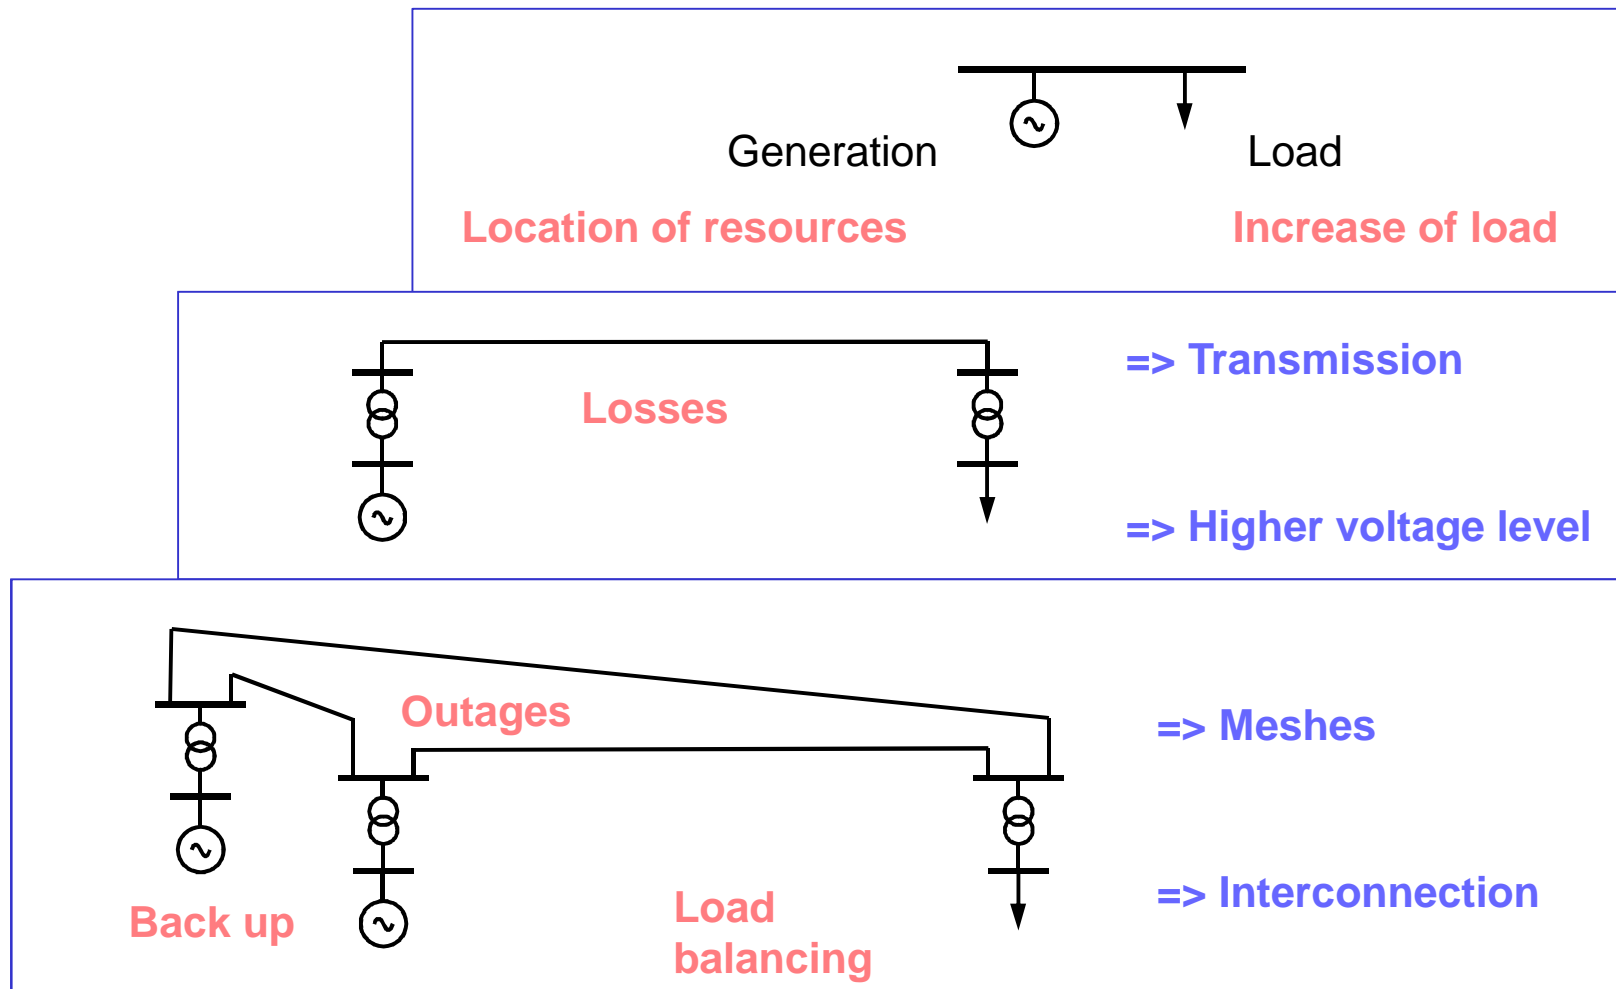 Generation
Load
Location of resources
Increase of load
=> Transmission
Losses
=> Higher voltage level
Outages
=> Meshes
=> Interconnection
Back up
Load
balancing